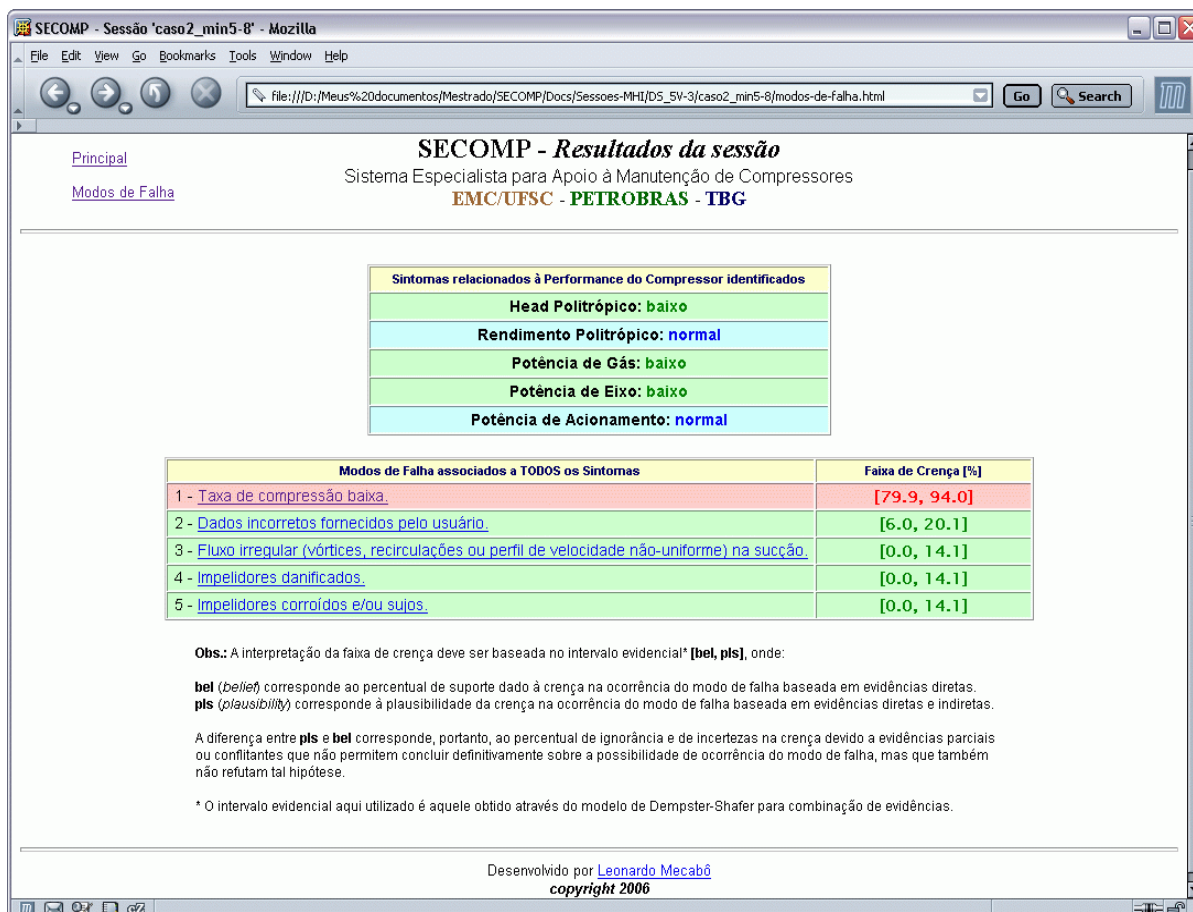 SECOMP - Sessão 'caso2_min5-8' - Mozilla
File Edit View Go Bookmarks Tools Window Help
file:///D:/Meus%20documentos/Mestrado/SECOMP/Docs/Sessoes-MHI/DS_5V-3/caso2_min5-8/modos-de-falha.html Go Search
Principal
Modos de Falha
SECOMP - Resultados da sessão
Sistema Especialista para Apoio à Manutenção de Compressores
EMC/UFSC - PETROBRAS - TBG
Sintomas relacionados à Performance do Compressor identificados
Head Politrópico: baixo
Rendimento Politrópico: normal
Potência de Gás: baixo
Potência de Eixo: baixo
Potência de Acionamento: normal
Modos de Falha associados a TODOS os Sintomas Faixa de Crença [%]
1 - Taxa de compressão baixa. [79.9, 94.0]
2 - Dados incorretos fornecidos pelo usuário. [6.0, 20.1]
3 - Fluxo irregular (vórtices, recirculações ou perfil de velocidade não-uniforme) na sucção. [0.0, 14.1]
4 - Impelidores danificados. [0.0, 14.1]
5 - Impelidores corroídos e/ou sujos. [0.0, 14.1]
Obs.: A interpretação da faixa de crença deve ser baseada no intervalo evidencial* [bel, pls], onde:
bel (belief) corresponde ao percentual de suporte dado à crença na ocorrência do modo de falha baseada em evidências diretas.
pls (plausibility) corresponde à plausibilidade da crença na ocorrência do modo de falha baseada em evidências diretas e indiretas.
A diferença entre pls e bel corresponde, portanto, ao percentual de ignorância e de incertezas na crença devido a evidências parciais
ou conflitantes que não permitem concluir definitivamente sobre a possibilidade de ocorrência do modo de falha, mas que também
não refutam tal hipótese.
* O intervalo evidencial aqui utilizado é aquele obtido através do modelo de Dempster-Shafer para combinação de evidências.
Desenvolvido por Leonardo Mecabô
copyright 2006